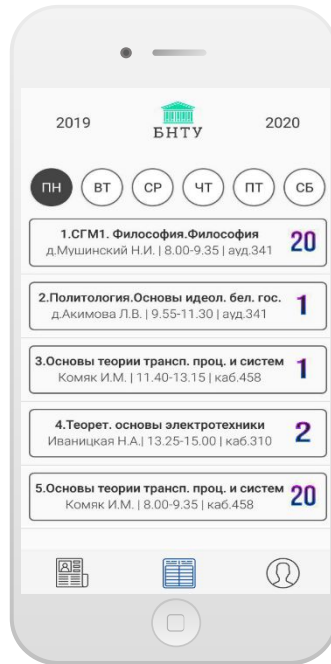 2019
БНТУ
2020
ПН ВТ СР ЧТ ПТ СБ
1.СГМ1. Философия.Философия
д.Мушинский Н.И. | 8.00-9.35 | ауд.341
20
2.Политология.Основы идеол. бел. гос.
д.Акимова Л.В. | 9.55-11.30 | ауд.341
1
3.Основы теории трансп. проц. и систем
Комяк И.М. | 11.40-13.15 | каб.458
1
4.Теорет. основы электротехники
Иваницкая Н.А.| 13.25-15.00 | каб.310
2
5.Основы теории трансп. проц. и систем
Комяк И.М. | 8.00-9.35 | каб.458
20